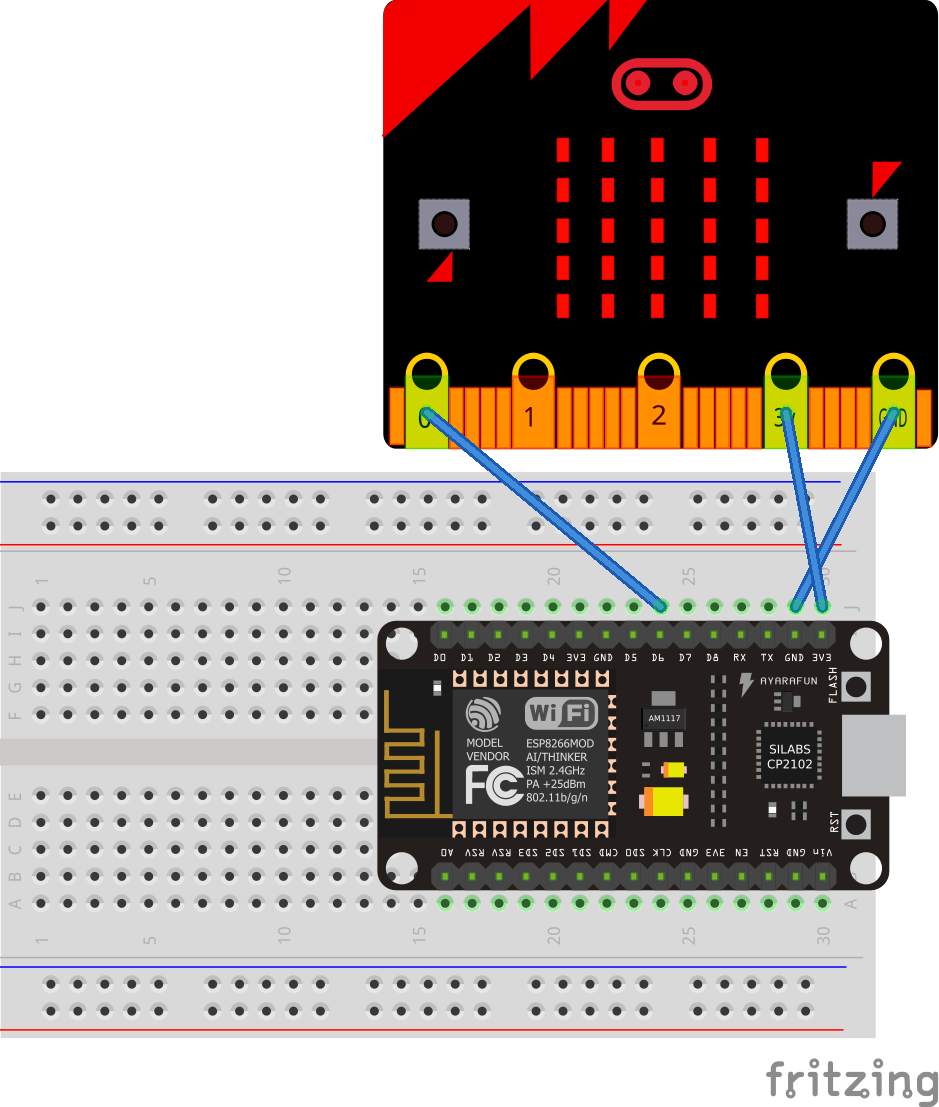 0 1 2 3V GND
1 5 10 15 20 25 30
J J
I
H
G
F
D0 D1 D2 D3 D4 3V3 GND D5 D6 D7 D8 RX TX GND 3V3
AYARAFUN
FLASH
AM1117
WiFi
MODEL
VENDOR
FC
ESP8266MOD
AI/THINKER
ISM 2.4GHz
PA +25dBm
802.11b/g/n
SILABS
CP2102
RST
E
D
C
B
A A
A0 RSV RSV SD3 SD2 SD1 CMD SD0 CLK GND 3V3 EN RST GND Vin
1 5 10 15 20 25 30
fritzing